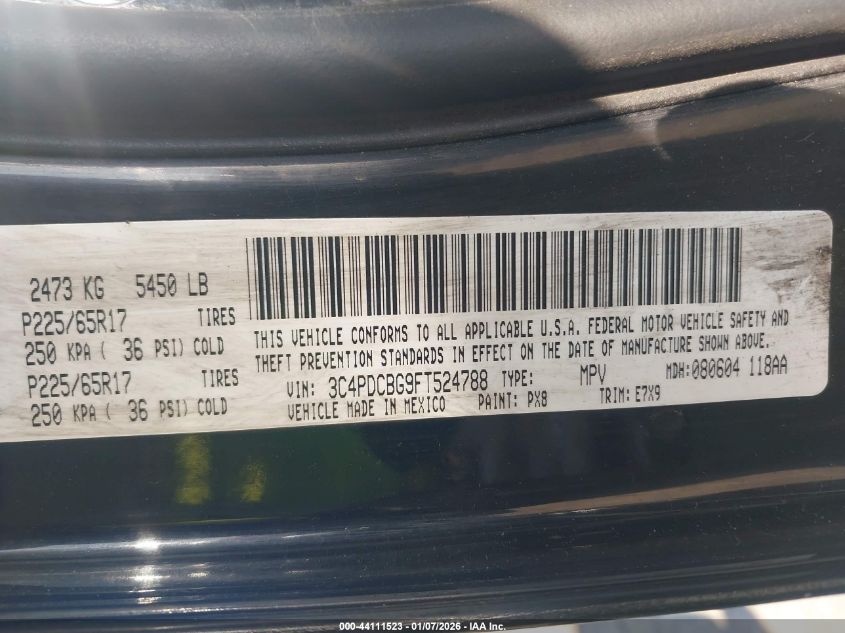 2473 KG 5450 LB
P225/65R17 TIRES
250 KPA ( 36 PSI) COLD
P225/65R17 TIRES
250 KPA ( 36 PSI) COLD
THIS VEHICLE CONFORMS TO ALL APPLICABLE U.S.A. FEDERAL MOTOR VEHICLE SAFETY AND
THEFT PREVENTION STANDARDS IN EFFECT ON THE DATE OF MANUFACTURE SHOWN ABOVE.
VIN: 3C4PDCBG9FT524788 TYPE: MPV MDH: 080604 118AA
VEHICLE MADE IN MEXICO PAINT: PX8 TRIM: E7X9
000-44111523 - 01/07/2026 - IAA Inc.